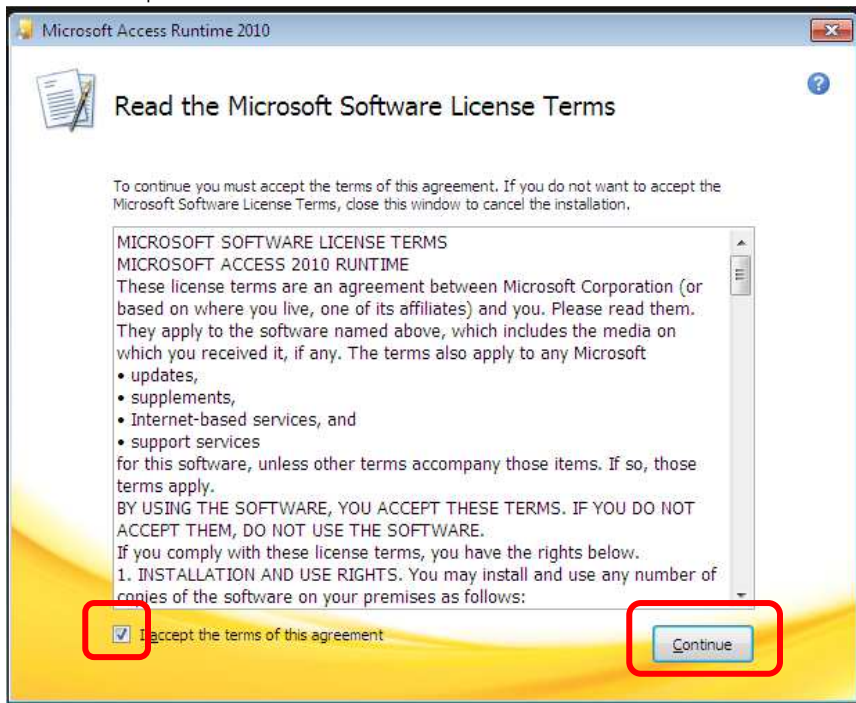 Microsoft Access Runtime 2010
Read the Microsoft Software License Terms
To continue you must accept the terms of this agreement. If you do not want to accept the
Microsoft Software License Terms, close this window to cancel the installation.
MICROSOFT SOFTWARE LICENSE TERMS
MICROSOFT ACCESS 2010 RUNTIME
These license terms are an agreement between Microsoft Corporation (or
based on where you live, one of its affiliates) and you. Please read them.
They apply to the software named above, which includes the media on
which you received it, if any. The terms also apply to any Microsoft
• updates,
• supplements,
• Internet-based services, and
• support services
for this software, unless other terms accompany those items. If so, those
terms apply.
BY USING THE SOFTWARE, YOU ACCEPT THESE TERMS. IF YOU DO NOT
ACCEPT THEM, DO NOT USE THE SOFTWARE.
If you comply with these license terms, you have the rights below.
1. INSTALLATION AND USE RIGHTS. You may install and use any number of
copies of the software on your premises as follows:
I accept the terms of this agreement
Continue